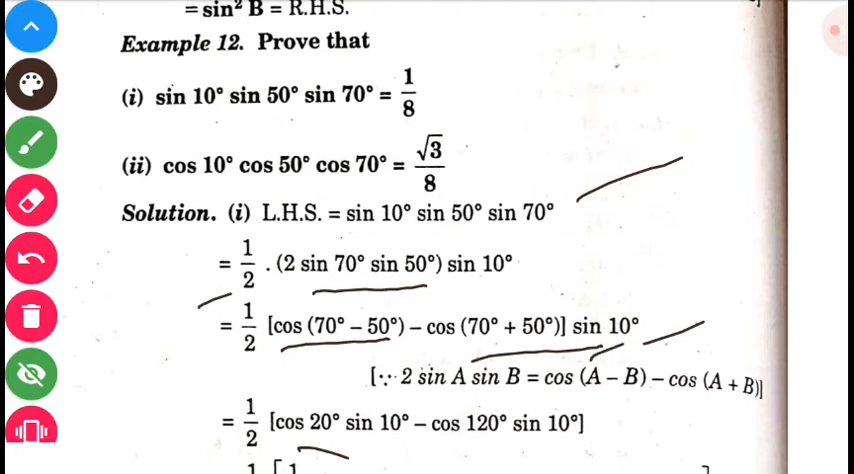 = sin² B = R.H.S.
Example 12. Prove that
(i) sin 10° sin 50° sin 70° = 1/8
(ii) cos 10° cos 50° cos 70° = √3/8
Solution. (i) L.H.S. = sin 10° sin 50° sin 70°
= 1/2 . (2 sin 70° sin 50°) sin 10°
= 1/2 [cos (70° – 50°) – cos (70° + 50°)] sin 10°
[∵ 2 sin A sin B = cos (A – B) – cos (A + B)]
= 1/2 [cos 20° sin 10° – cos 120° sin 10°]